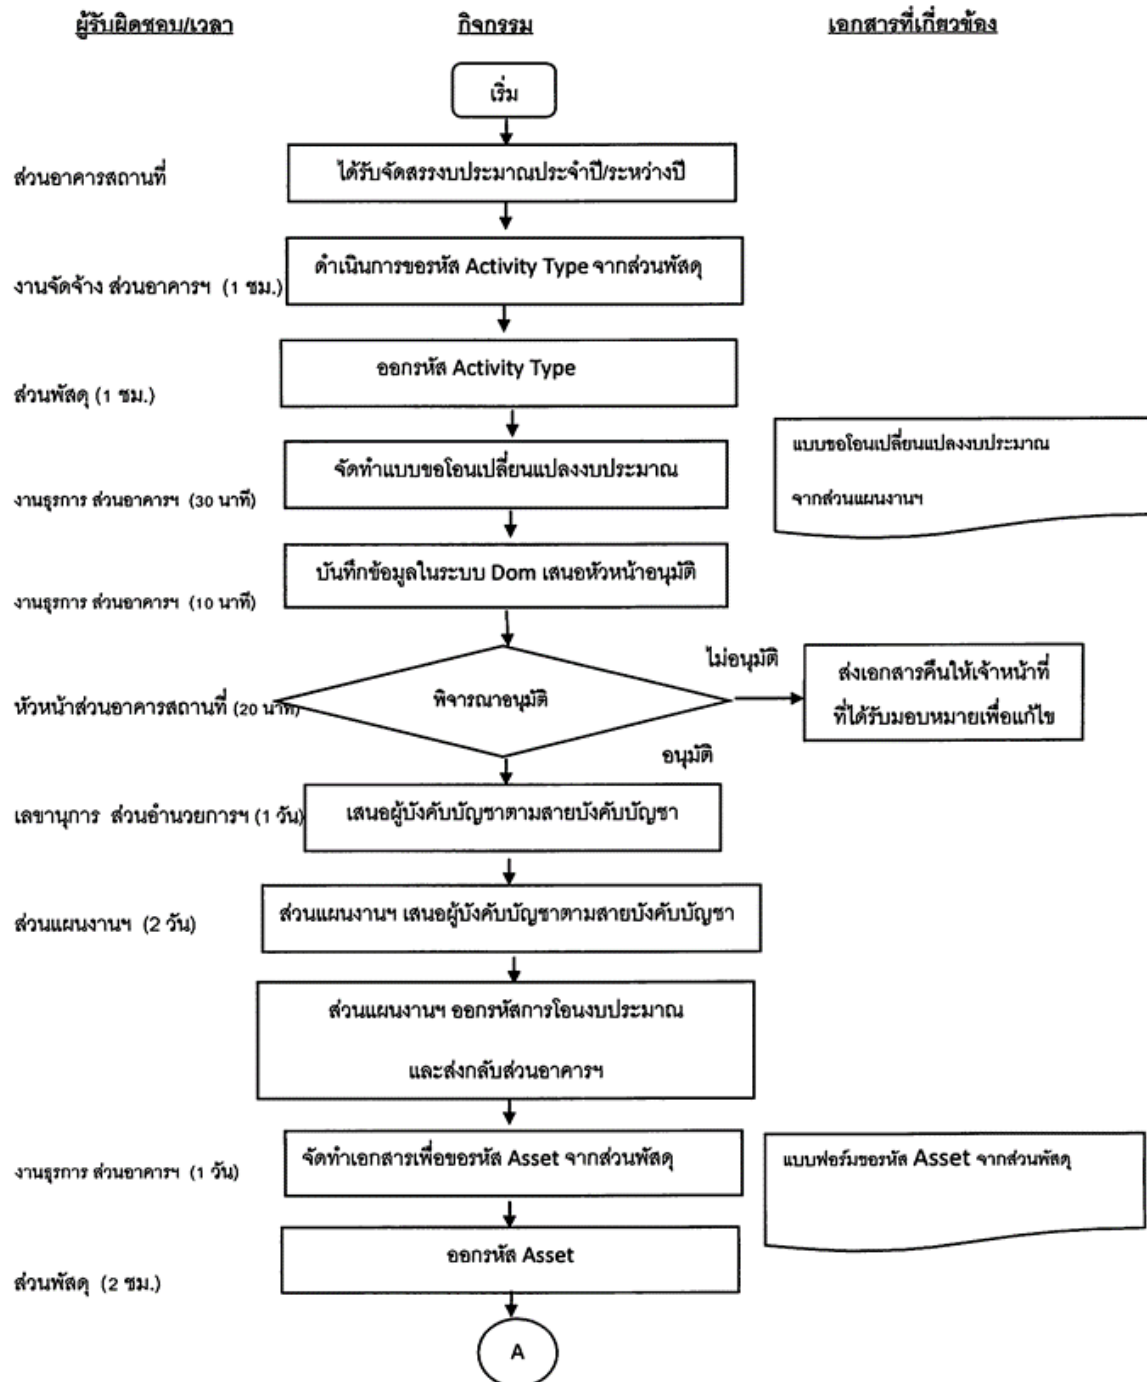 ผู้รับผิดชอบ/เวลา
กิจกรรม
เอกสารที่เกี่ยวข้อง
เริ่ม
ส่วนอาคารสถานที่
ได้รับจัดสรรงบประมาณประจำปี/ระหว่างปี
งานจัดจ้าง ส่วนอาคารฯ (1 ชม.)
ดำเนินการขอรหัส Activity Type จากส่วนพัสดุ
ส่วนพัสดุ (1 ชม.)
ออกรหัส Activity Type
งานธุรการ ส่วนอาคารฯ (30 นาที)
จัดทำแบบขอโอนเปลี่ยนแปลงงบประมาณ
แบบขอโอนเปลี่ยนแปลงงบประมาณ
จากส่วนแผนงานฯ
งานธุรการ ส่วนอาคารฯ (10 นาที)
บันทึกข้อมูลในระบบ Dom เสนอหัวหน้าอนุมัติ
หัวหน้าส่วนอาคารสถานที่ (20 นาที)
พิจารณาอนุมัติ
ไม่อนุมัติ
ส่งเอกสารคืนให้เจ้าหน้าที่
ที่ได้รับมอบหมายเพื่อแก้ไข
อนุมัติ
เลขานุการ ส่วนอำนวยการฯ (1 วัน)
เสนอผู้บังคับบัญชาตามสายบังคับบัญชา
ส่วนแผนงานฯ (2 วัน)
ส่วนแผนงานฯ เสนอผู้บังคับบัญชาตามสายบังคับบัญชา
ส่วนแผนงานฯ ออกรหัสการโอนงบประมาณ
และส่งกลับส่วนอาคารฯ
งานธุรการ ส่วนอาคารฯ (1 วัน)
จัดทำเอกสารเพื่อขอรหัส Asset จากส่วนพัสดุ
แบบฟอร์มขอรหัส Asset จากส่วนพัสดุ
ส่วนพัสดุ (2 ชม.)
ออกรหัส Asset
A